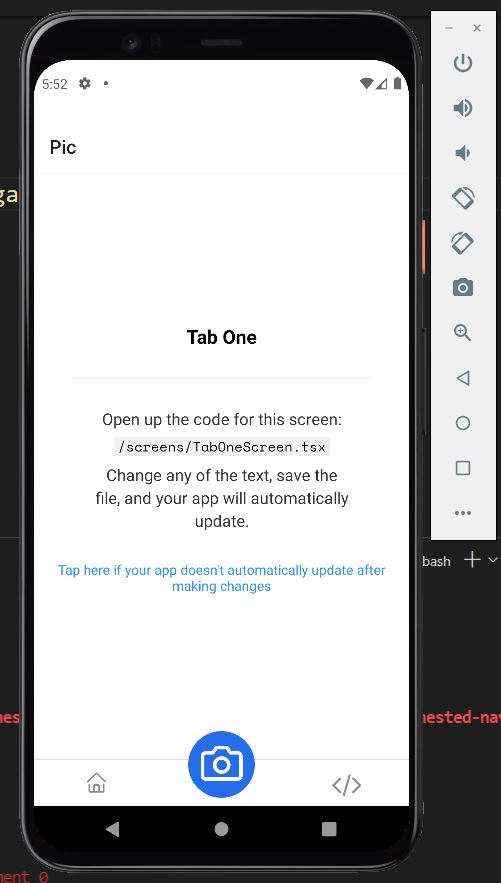 5:52
Pic
ga
Tab One
Open up the code for this screen:
/screens/TabOneScreen.tsx
Change any of the text, save the
file, and your app will automatically
update.
bash
Tap here if your app doesn't automatically update after
making changes
nes
nested-nav
</>
ment 0